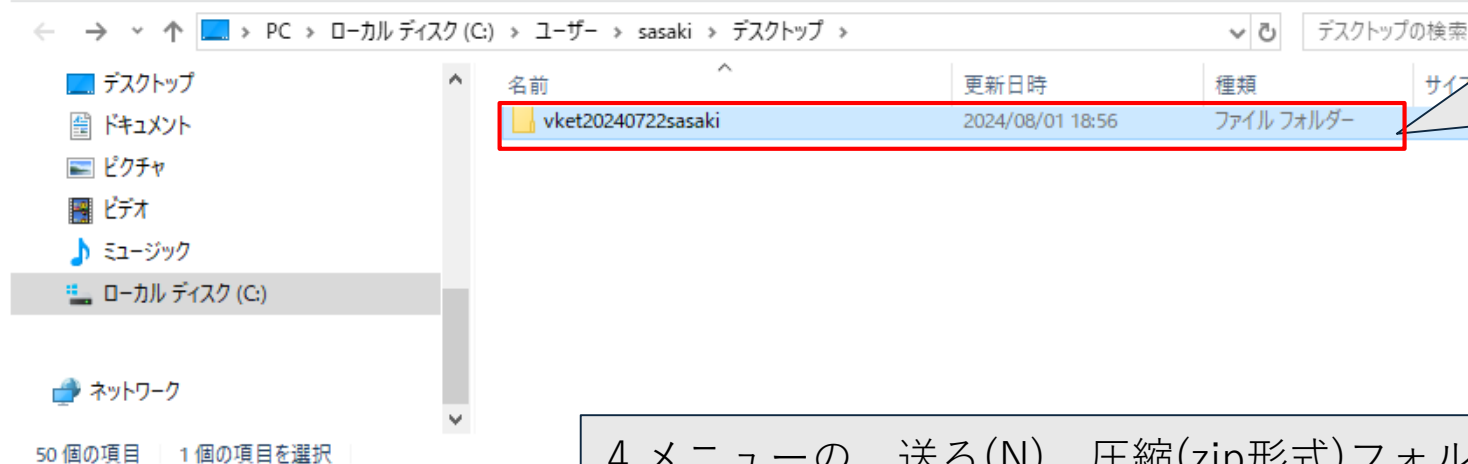 PC > ローカル ディスク (C:) > ユーザー > sasaki > デスクトップ >
デスクトップの検索
デスクトップ
ドキュメント
ピクチャ
ビデオ
ミュージック
ローカル ディスク (C:)
ネットワーク
名前 更新日時 種類 サイズ
vket20240722sasaki 2024/08/01 18:56 ファイル フォルダー
50 個の項目 1 個の項目を選択
4.メニューの 送る(N) 圧縮(zip形式)フォル